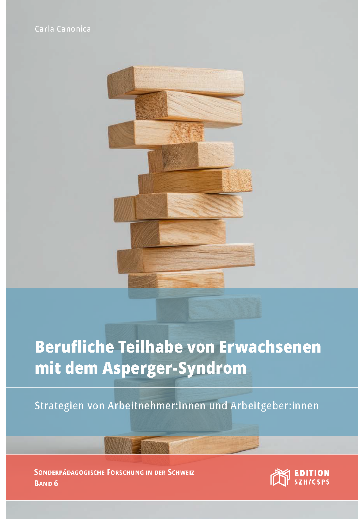 Carla Canonica
Berufliche Teilhabe von Erwachsenen
mit dem Asperger-Syndrom
Strategien von Arbeitnehmer:innen und Arbeitgeber:innen
SONDERPÄDAGOGISCHE FORSCHUNG IN DER SCHWEIZ
BAND 6
EDITION
SZH/CSPS